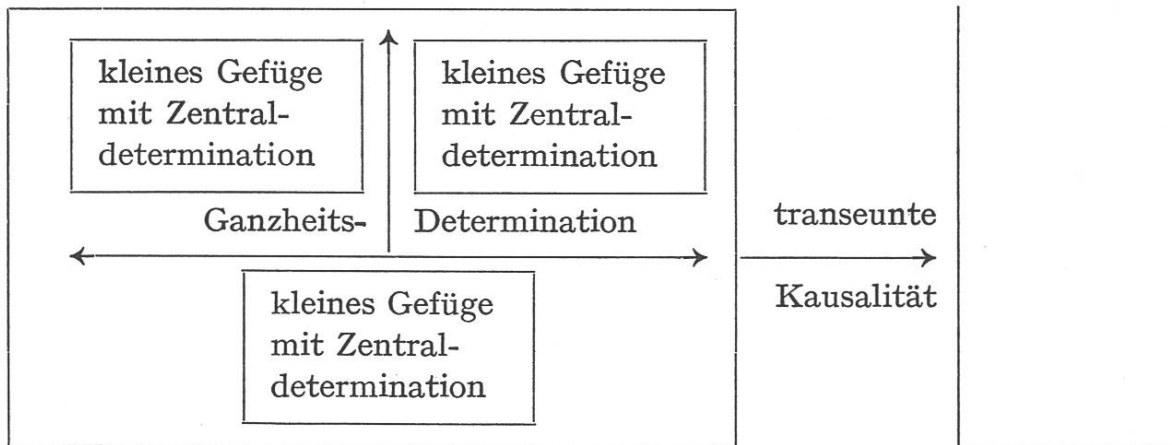 kleines Gefüge
mit Zentral-
determination
kleines Gefüge
mit Zentral-
determination
Ganzheits- Determination
transeunte
Kausalität
kleines Gefüge
mit Zentral-
determination